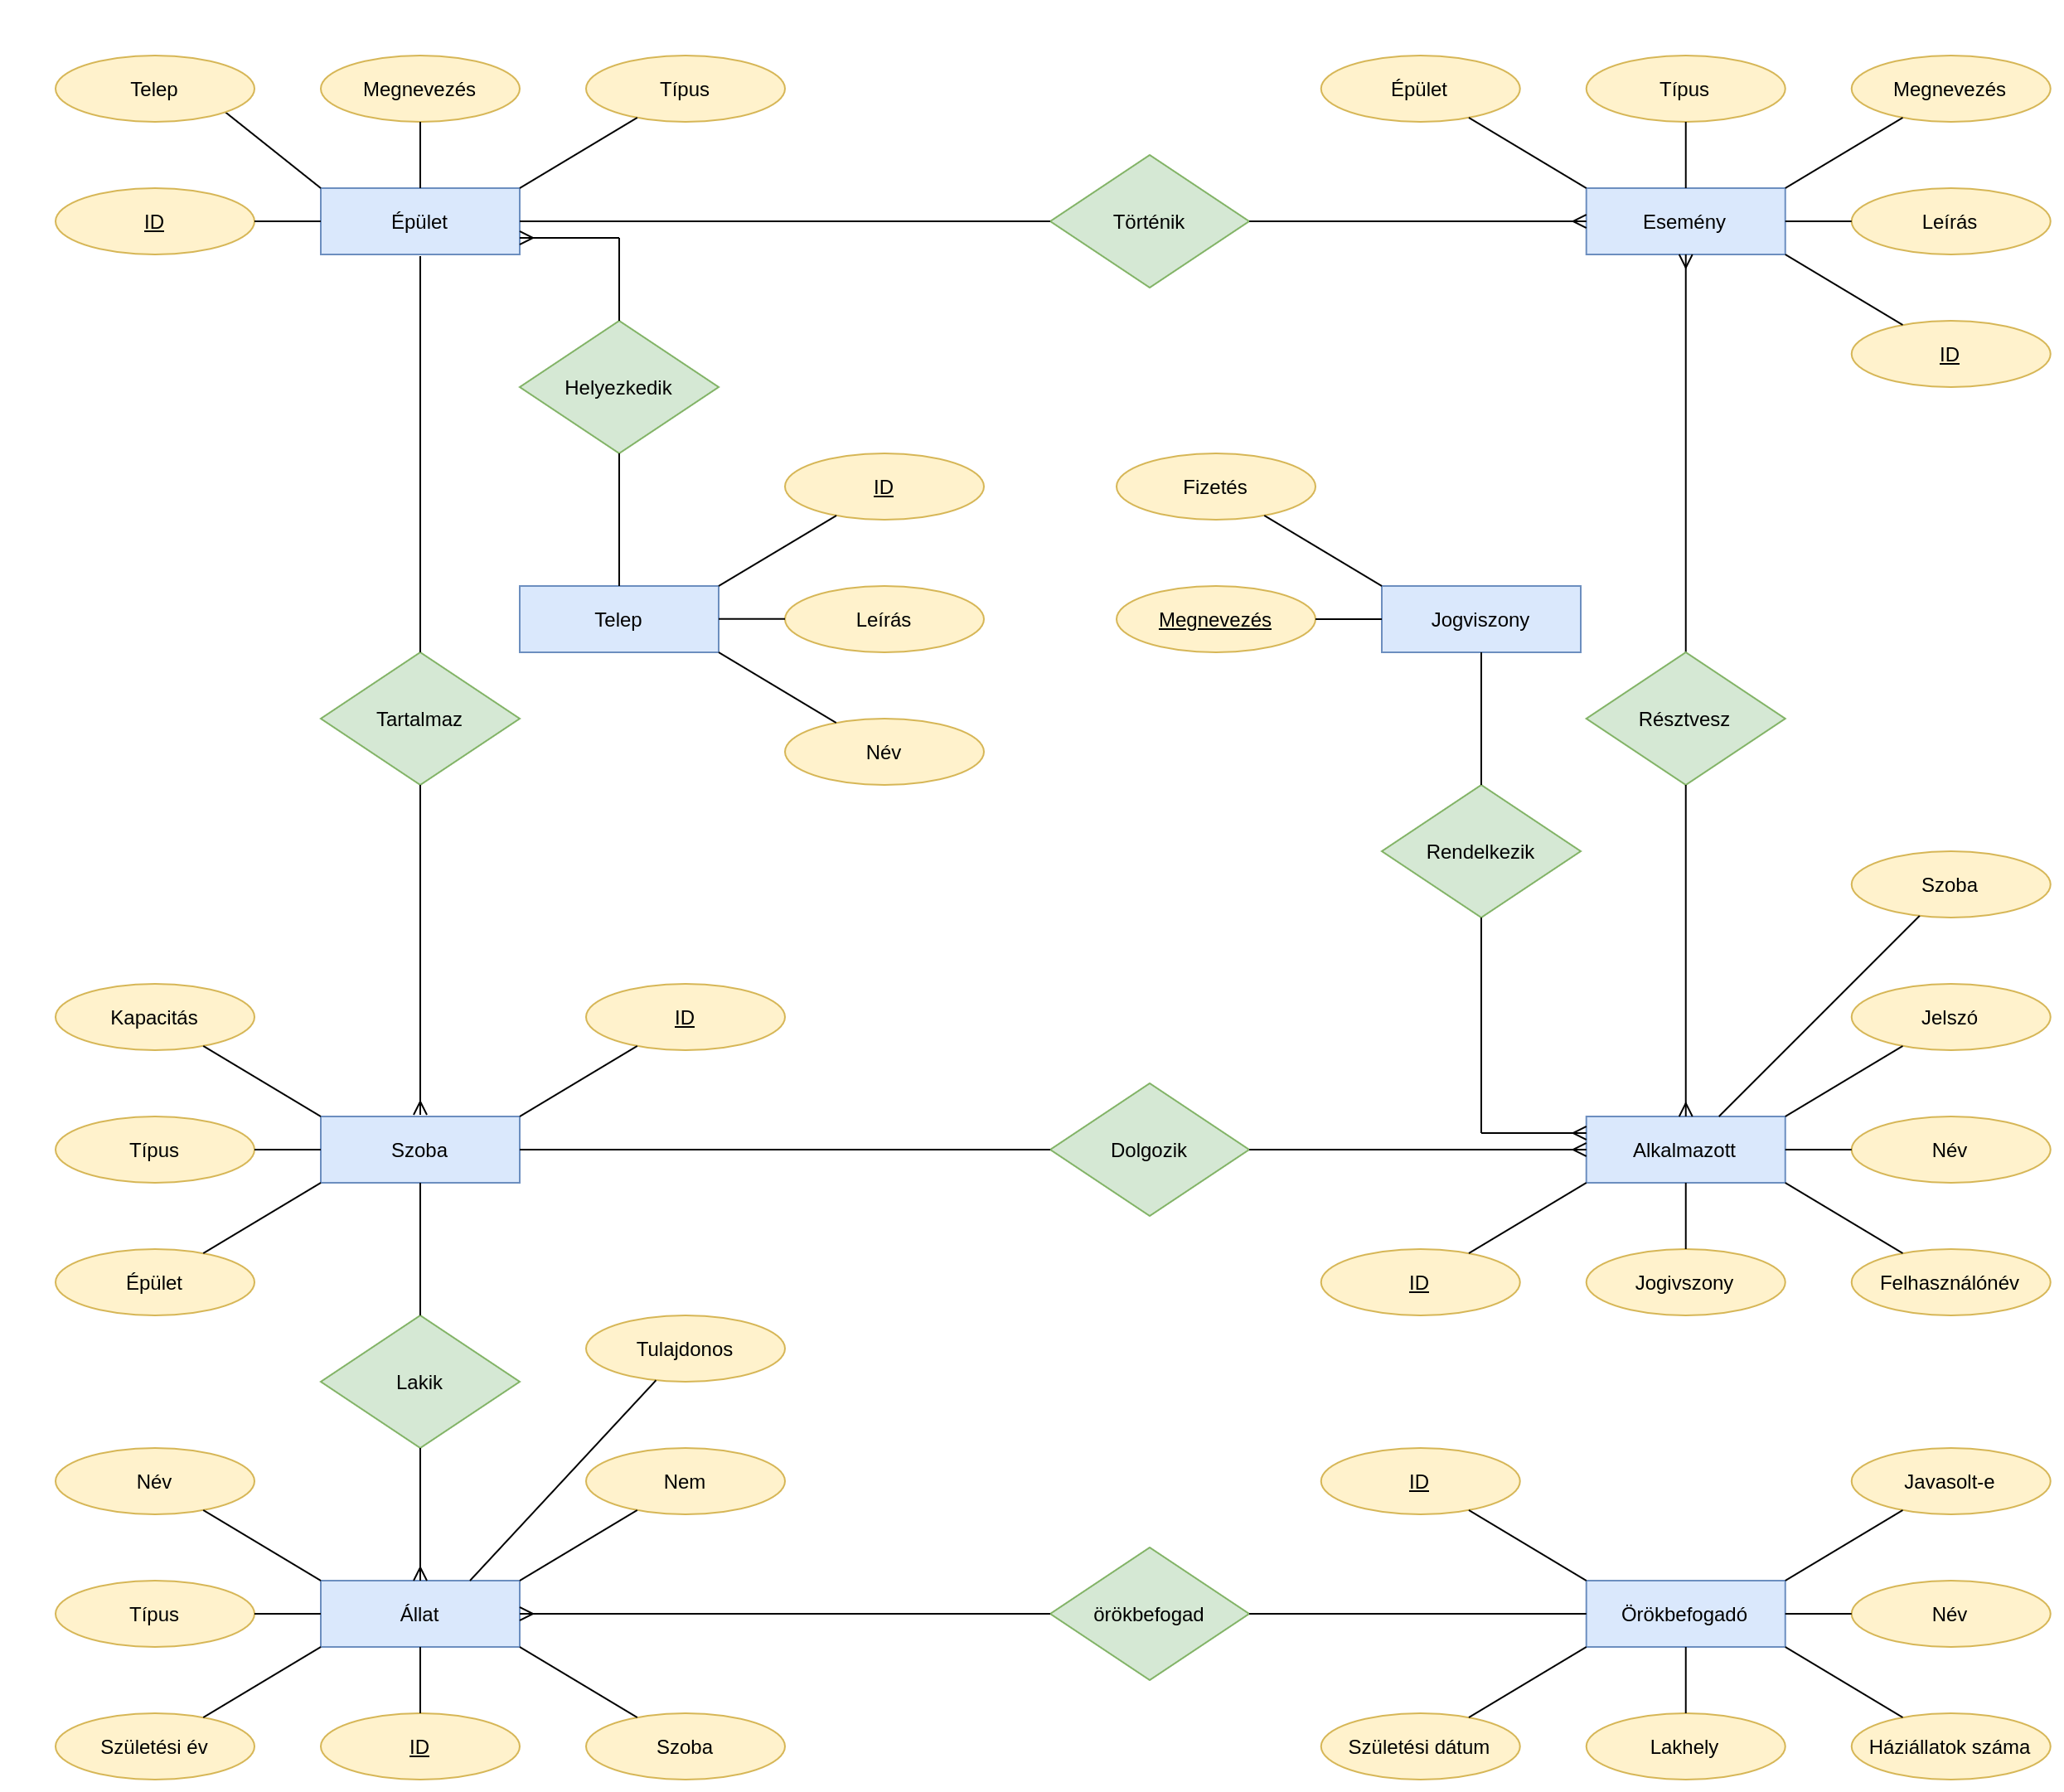 Telep
Megnevezés
Típus
Épület
Típus
Megnevezés
ID
Épület
Történik
Esemény
Leírás
Helyezkedik
ID
ID
Fizetés
Telep
Leírás
Megnevezés
Jogviszony
Tartalmaz
Résztvesz
Név
Rendelkezik
Szoba
Kapacitás
ID
Jelszó
Típus
Szoba
Dolgozik
Alkalmazott
Név
Épület
ID
Jogivszony
Felhasználónév
Tulajdonos
Lakik
Név
Nem
ID
Javasolt-e
Típus
Állat
örökbefogad
Örökbefogadó
Név
Születési év
ID
Szoba
Születési dátum
Lakhely
Háziállatok száma